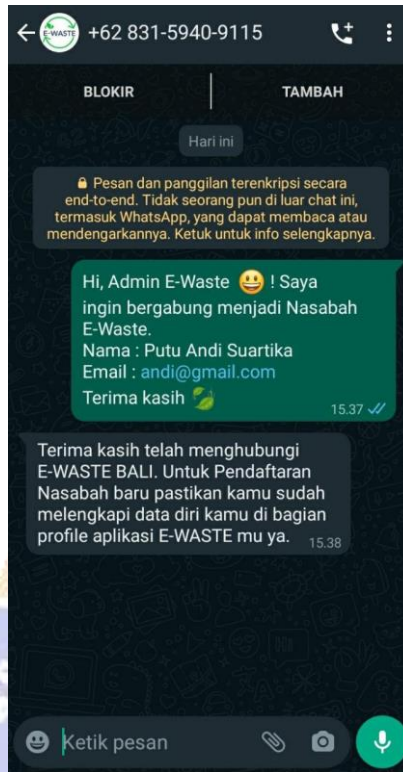 E-WASTE
+62 831-5940-9115
BLOKIR
TAMBAH
Hari ini
Pesan dan panggilan terenkripsi secara
end-to-end. Tidak seorang pun di luar chat ini,
termasuk WhatsApp, yang dapat membaca atau
mendengarkannya. Ketuk untuk info selengkapnya.
Hi, Admin E-Waste 😃 ! Saya
ingin bergabung menjadi Nasabah
E-Waste.
Nama : Putu Andi Suartika
Email : andi@gmail.com
Terima kasih 🍃
15.37
Terima kasih telah menghubungi
E-WASTE BALI. Untuk Pendaftaran
Nasabah baru pastikan kamu sudah
melengkapi data diri kamu di bagian
profile aplikasi E-WASTE mu ya.
15.38
Ketik pesan